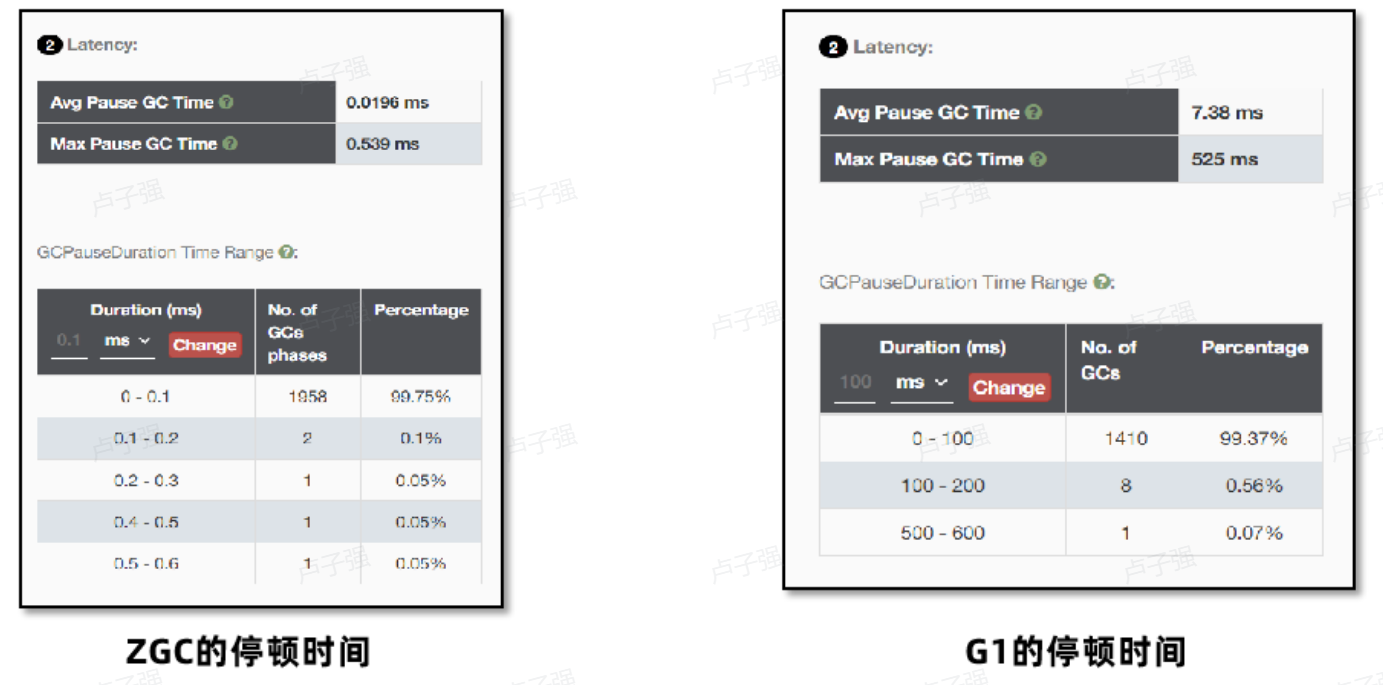 2 Latency:
Avg Pause GC Time ? 0.0196 ms
Max Pause GC Time ? 0.539 ms
GCPauseDuration Time Range ?:
Duration (ms) No. of GCs phases Percentage
0.1 ms Change
0 - 0.1 1958 99.75%
0.1 - 0.2 2 0.1%
0.2 - 0.3 1 0.05%
0.4 - 0.5 1 0.05%
0.5 - 0.6 1 0.05%
ZGC的停顿时间
2 Latency:
Avg Pause GC Time ? 7.38 ms
Max Pause GC Time ? 525 ms
GCPauseDuration Time Range ?:
Duration (ms) No. of GCs Percentage
100 ms Change
0 - 100 1410 99.37%
100 - 200 8 0.56%
500 - 600 1 0.07%
G1的停顿时间
卢子强